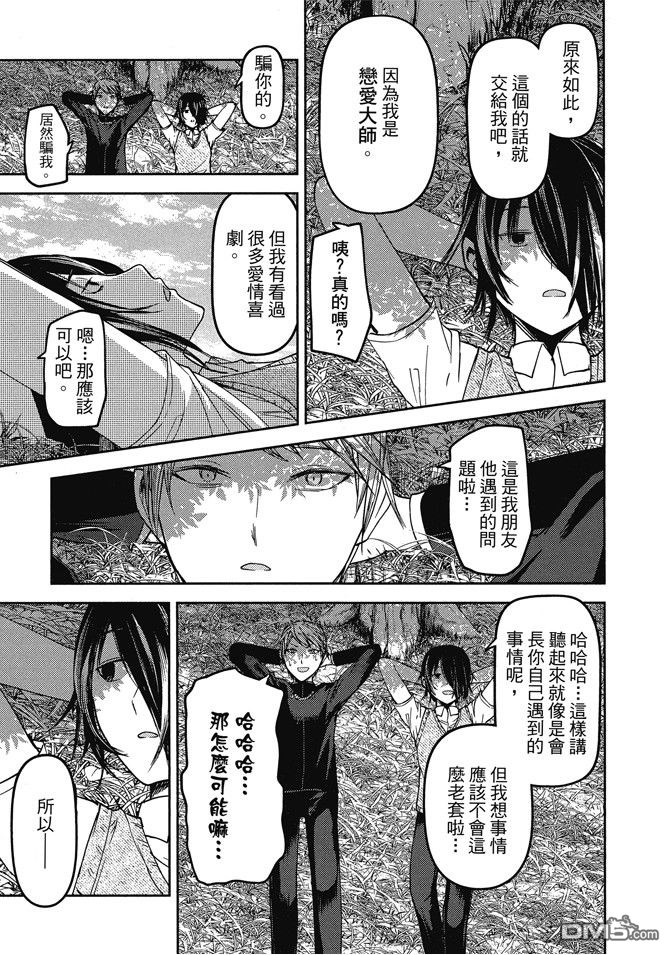 原來如此，
這個的話就
交給我吧，
因為我是
戀愛大師。
咦？真的嗎？
騙你的。
居然騙我。
但我有看過
很多愛情喜
劇。
嗯…那應該
可以吧。
這是我朋友
他遇到的問
題啦…
哈哈哈…這樣講
聽起來就像是會
長你自己遇到的
事情呢，
但我想事情
應該不會這
麼老套啦…
哈哈哈…
那怎麼可能嘛…
所以──
DM5.com